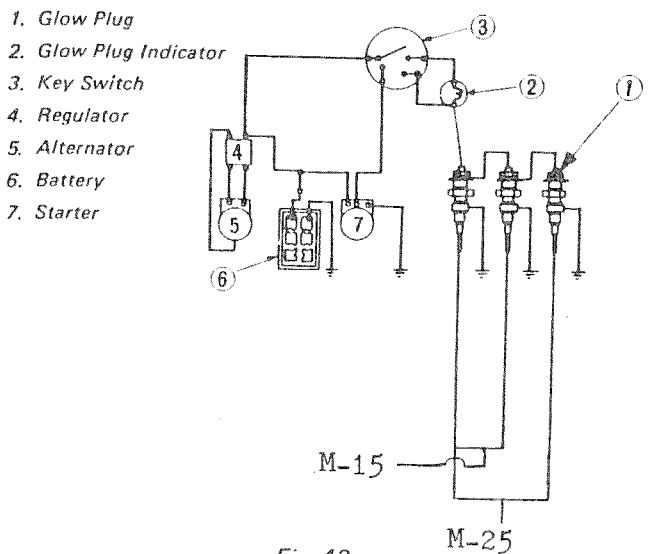 1. Glow Plug
2. Glow Plug Indicator
3. Key Switch
4. Regulator
5. Alternator
6. Battery
7. Starter
3
2
1
4
5
7
6
M-15
M-25